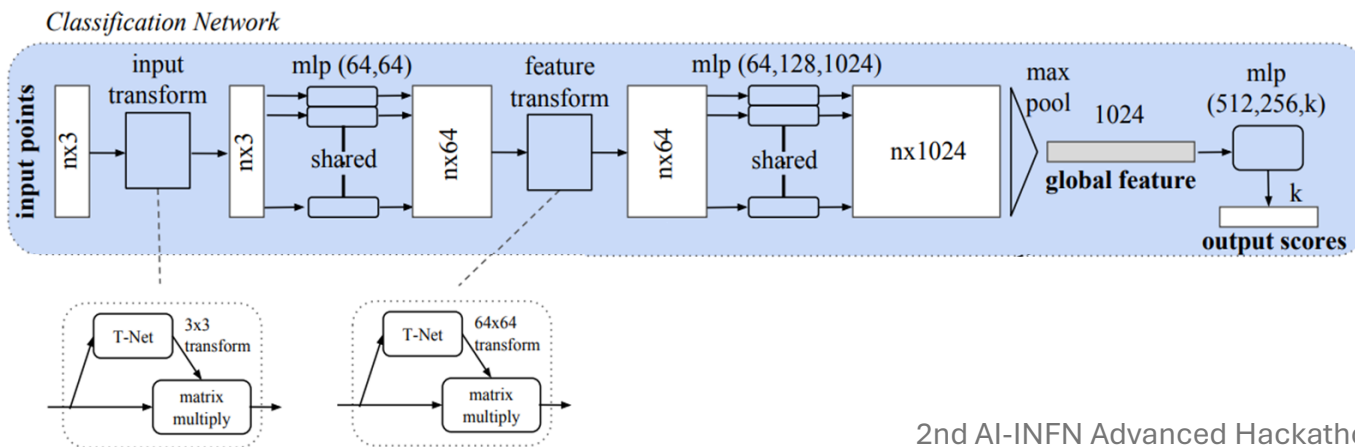 Classification Network
input points
nx3
input
transform
nx3
mlp (64,64)
shared
nx64
feature
transform
nx64
mlp (64,128,1024)
shared
nx1024
max
pool
1024
global feature
mlp
(512,256,k)
k
output scores
T-Net
3x3
transform
matrix
multiply
T-Net
64x64
transform
matrix
multiply
2nd AI-INFN Advanced Hackatho